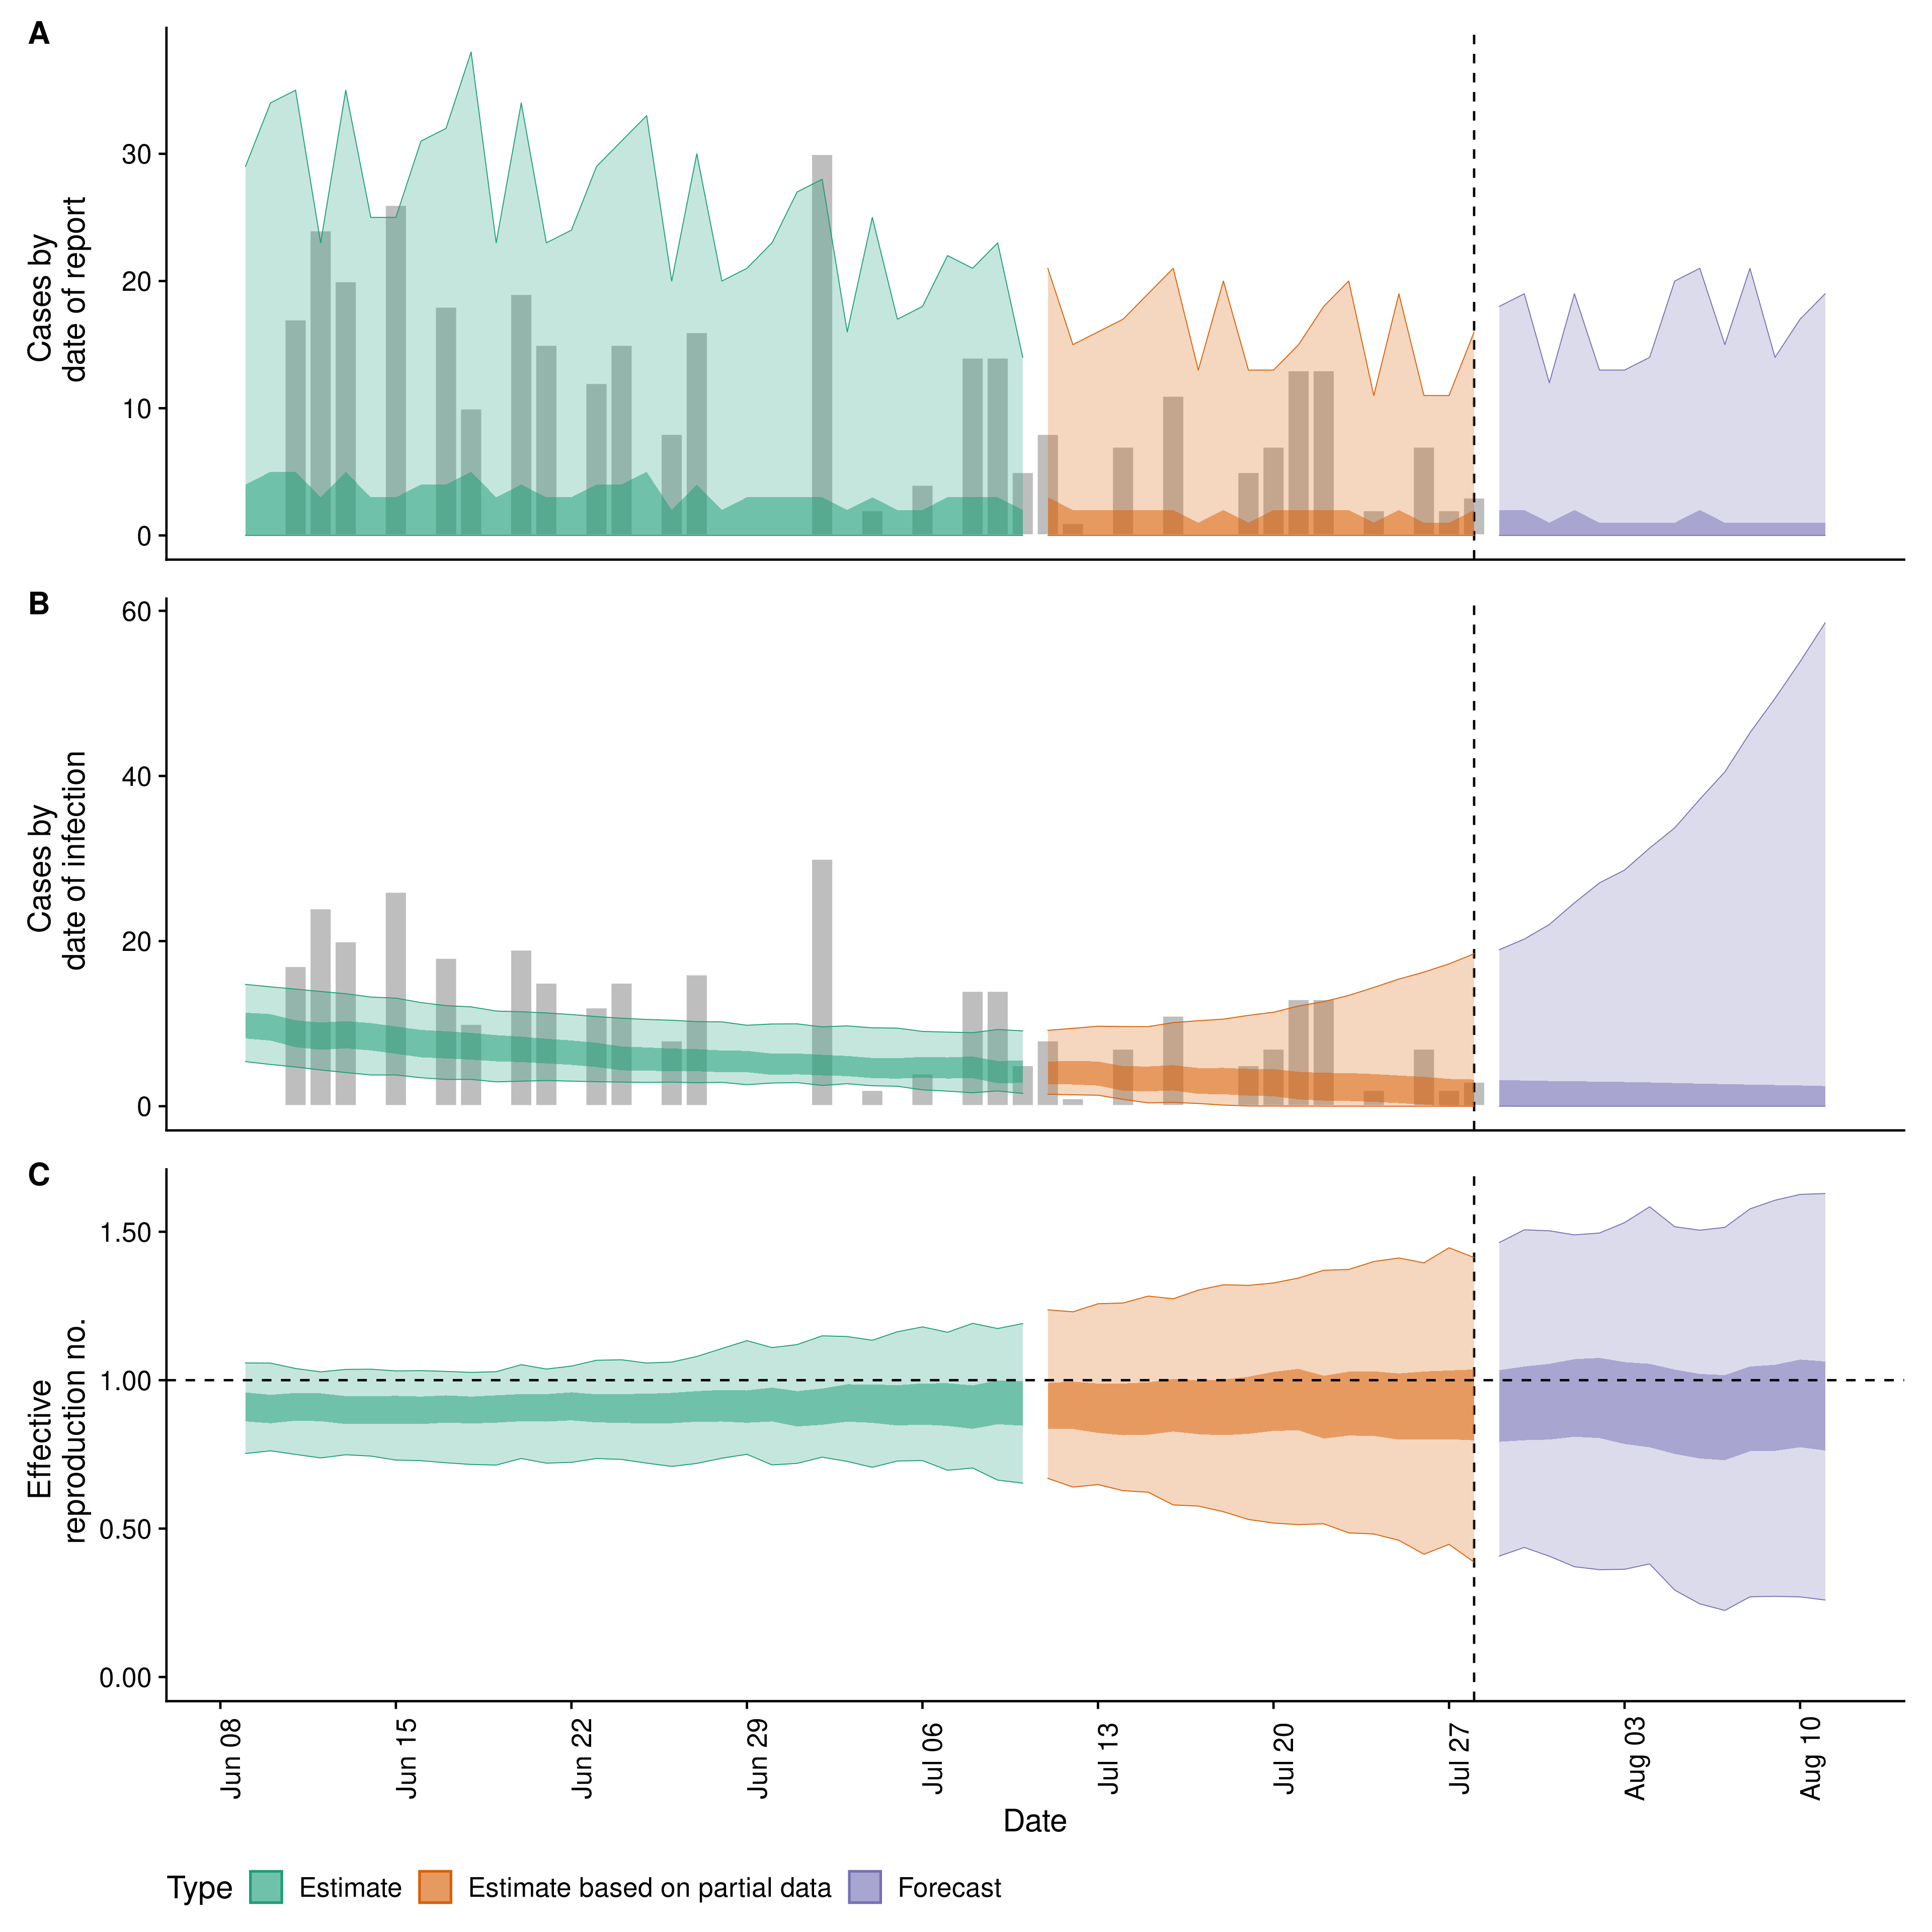 A
Cases by
date of report
30
20
10
0
B
Cases by
date of infection
60
40
20
0
C
Effective
reproduction no.
1.50
1.00
0.50
0.00
Jun 08
Jun 15
Jun 22
Jun 29
Jul 06
Jul 13
Jul 20
Jul 27
Aug 03
Aug 10
Date
Type Estimate Estimate based on partial data Forecast